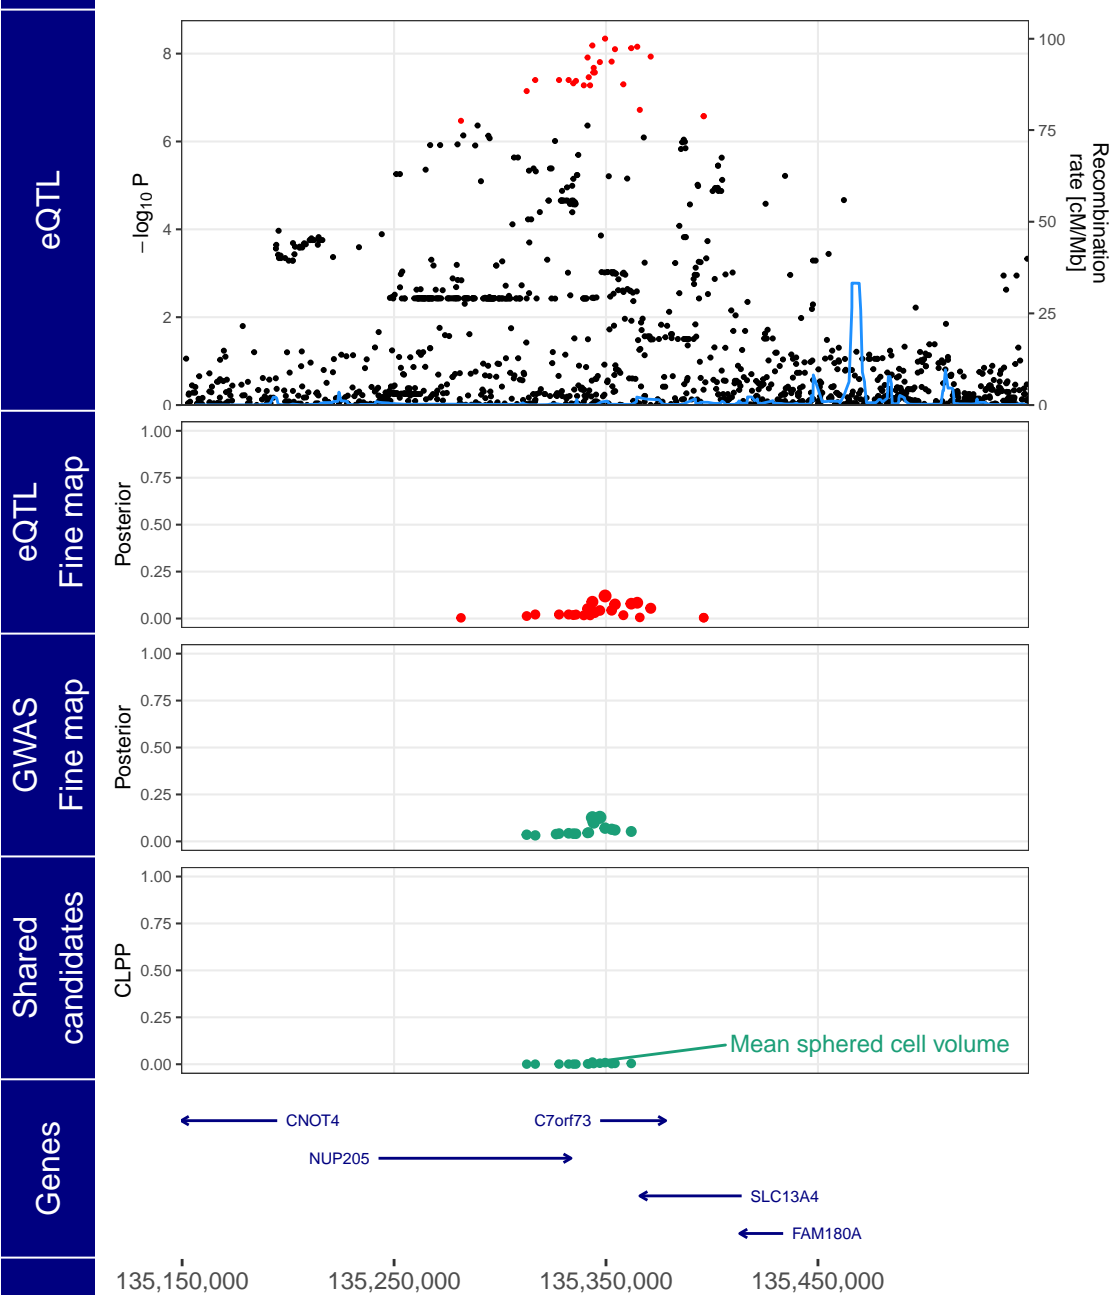 eQTL
−log10 P
8
6
4
2
0
100
75
50
25
0
Recombination
rate [cM/Mb]
eQTL
Fine map
Posterior
1.00
0.75
0.50
0.25
0.00
GWAS
Fine map
Posterior
1.00
0.75
0.50
0.25
0.00
Shared
candidates
CLPP
1.00
0.75
0.50
0.25
0.00
Mean sphered cell volume
Genes
CNOT4
C7orf73
NUP205
SLC13A4
FAM180A
135,150,000
135,250,000
135,350,000
135,450,000